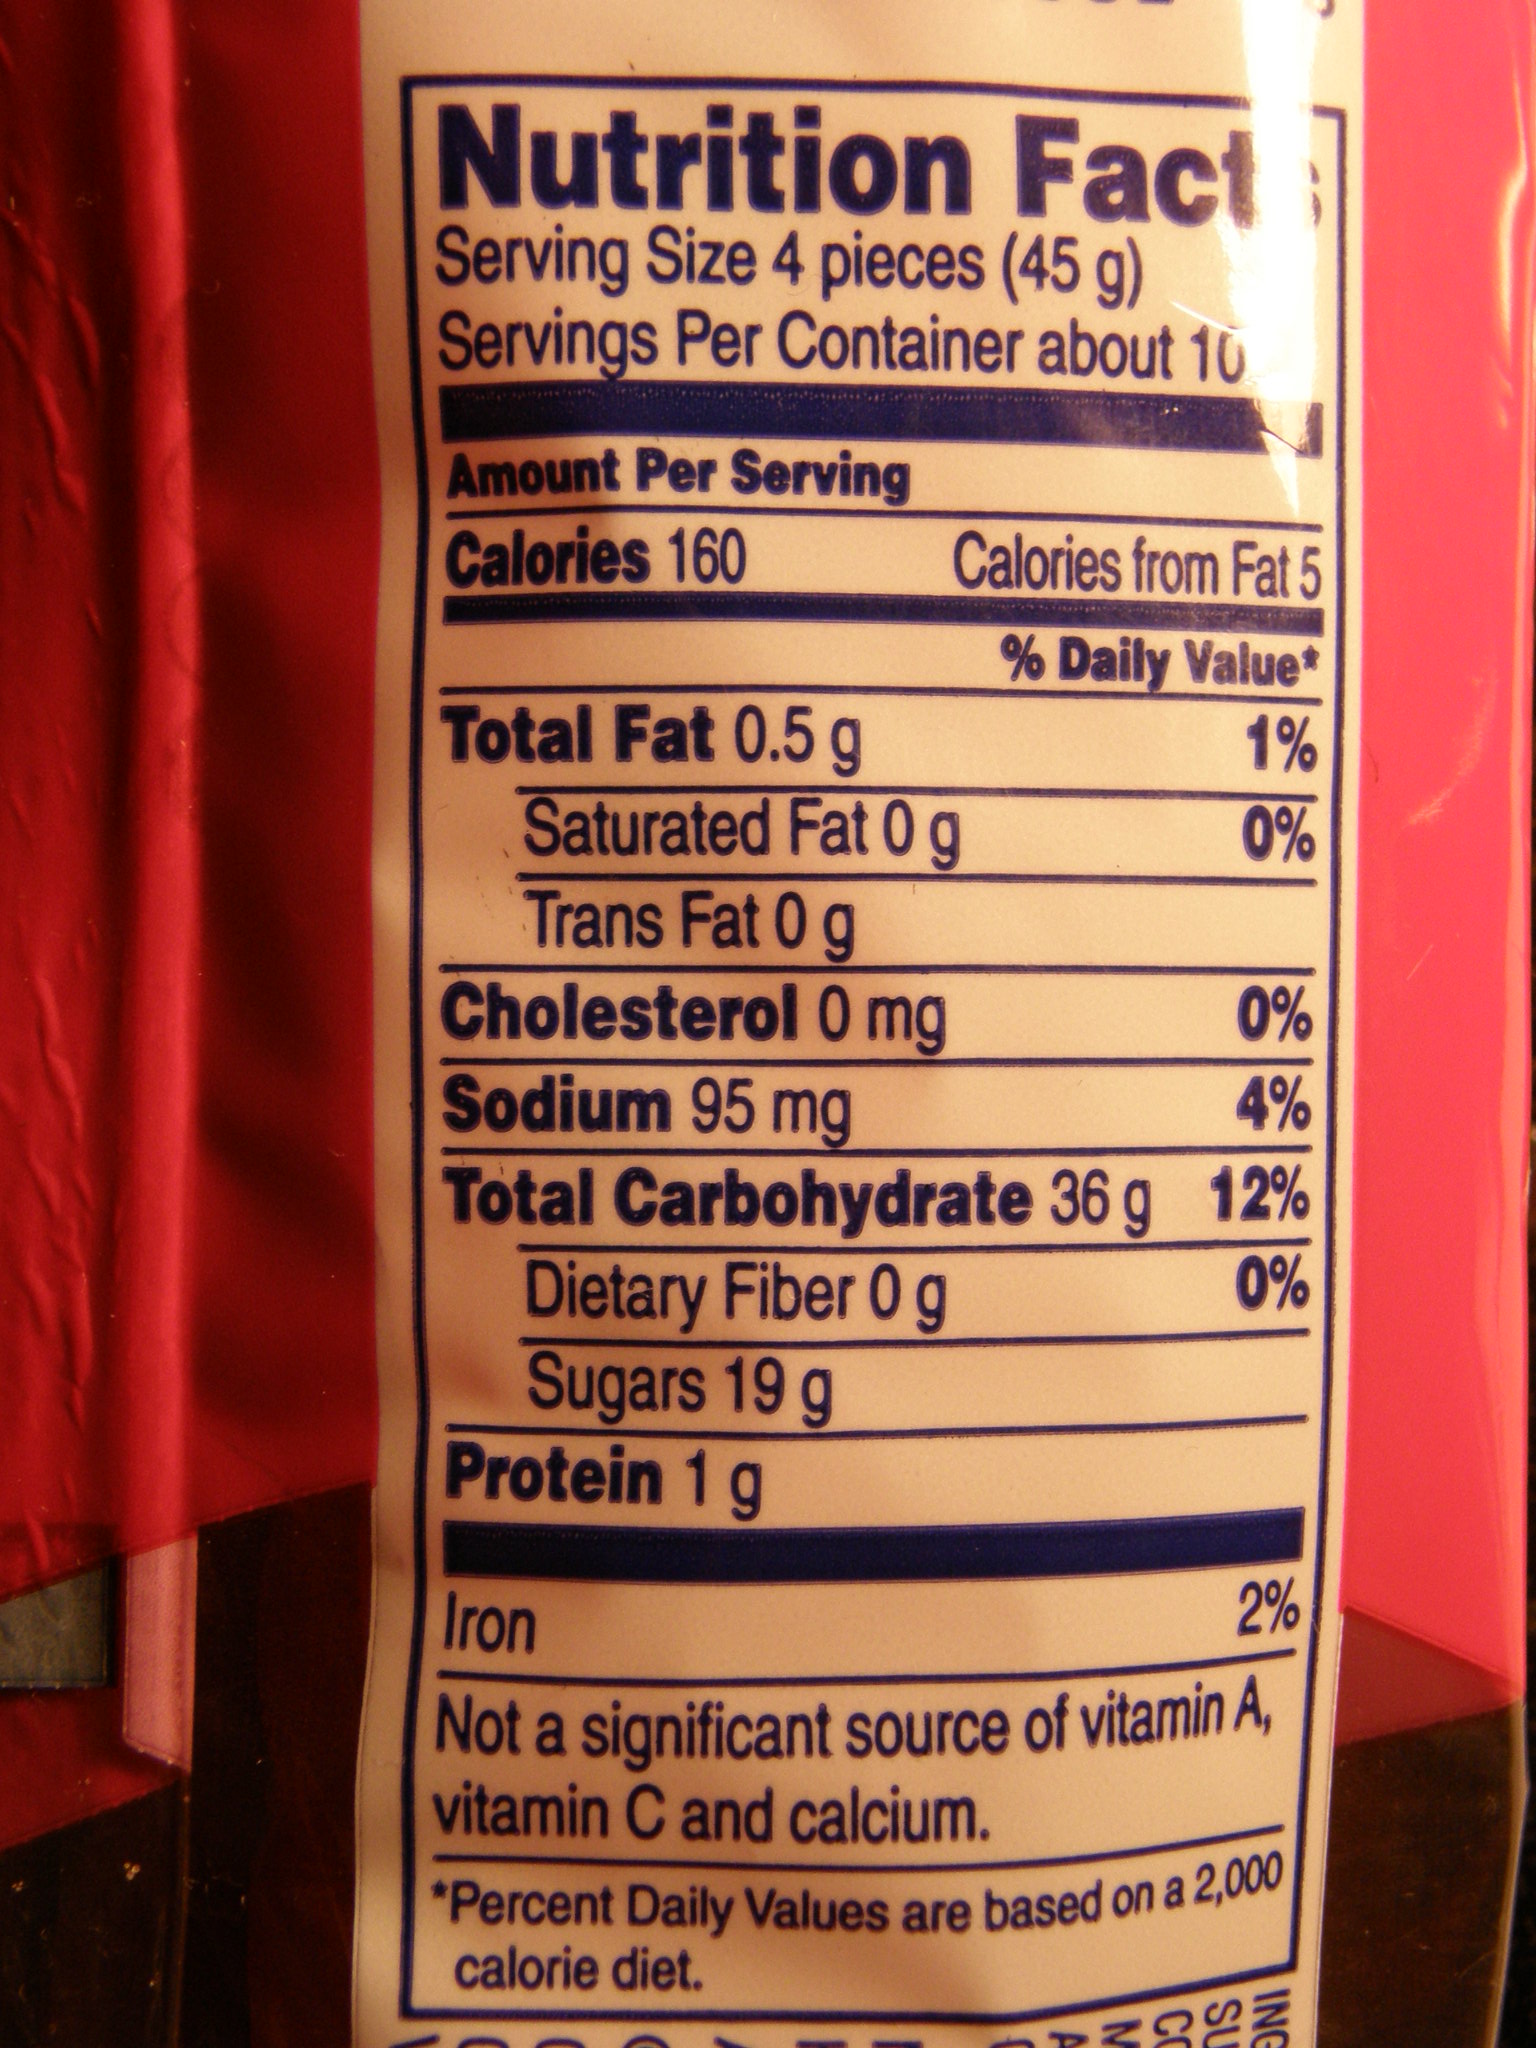 Nutrition Facts
Serving Size 4 pieces (45 g)
Servings Per Container about 10
Amount Per Serving
Calories 160 Calories from Fat 5
% Daily Value*
Total Fat 0.5 g 1%
Saturated Fat 0 g 0%
Trans Fat 0 g
Cholesterol 0 mg 0%
Sodium 95 mg 4%
Total Carbohydrate 36 g 12%
Dietary Fiber 0 g 0%
Sugars 19 g
Protein 1 g
Iron 2%
Not a significant source of vitamin A,
vitamin C and calcium.
*Percent Daily Values are based on a 2,000
calorie diet.